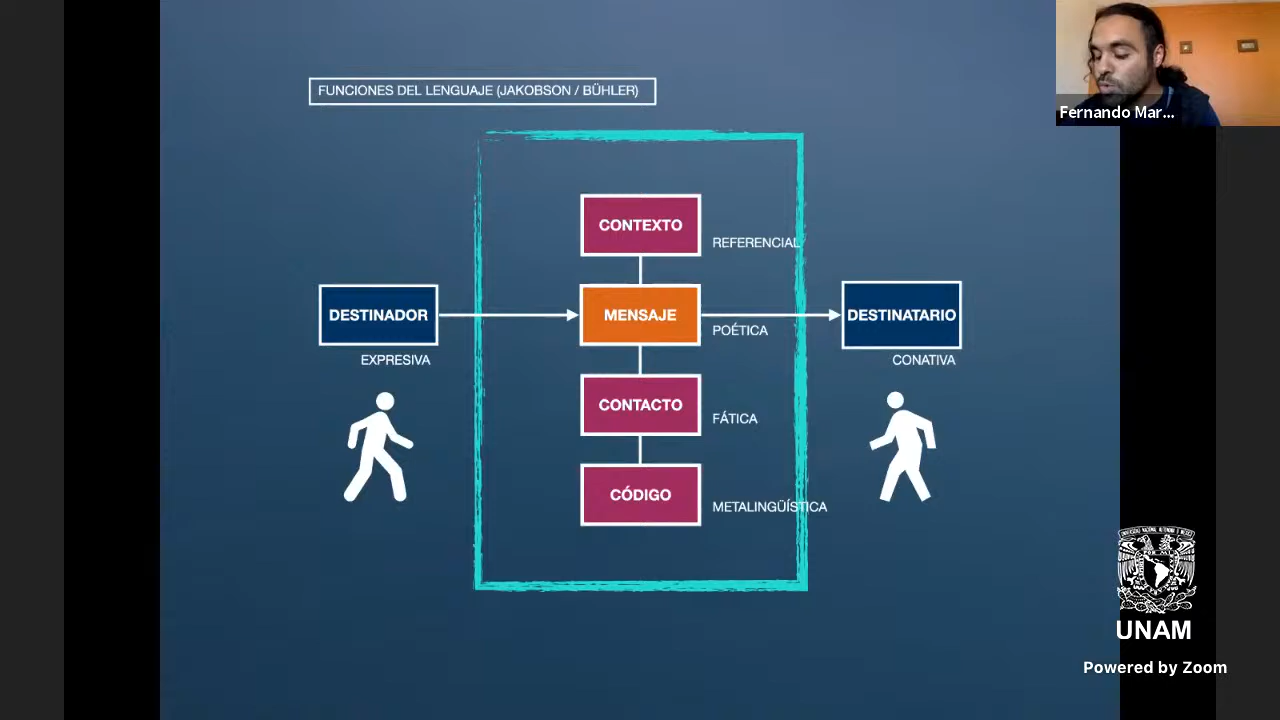 FUNCIONES DEL LENGUAJE (JAKOBSON / BÜHLER)
Fernando Mar...
CONTEXTO
REFERENCIAL
DESTINADOR
MENSAJE
DESTINATARIO
EXPRESIVA
POÉTICA
CONATIVA
CONTACTO
FÁTICA
CÓDIGO
METALINGÜÍSTICA
UNAM
Powered by Zoom